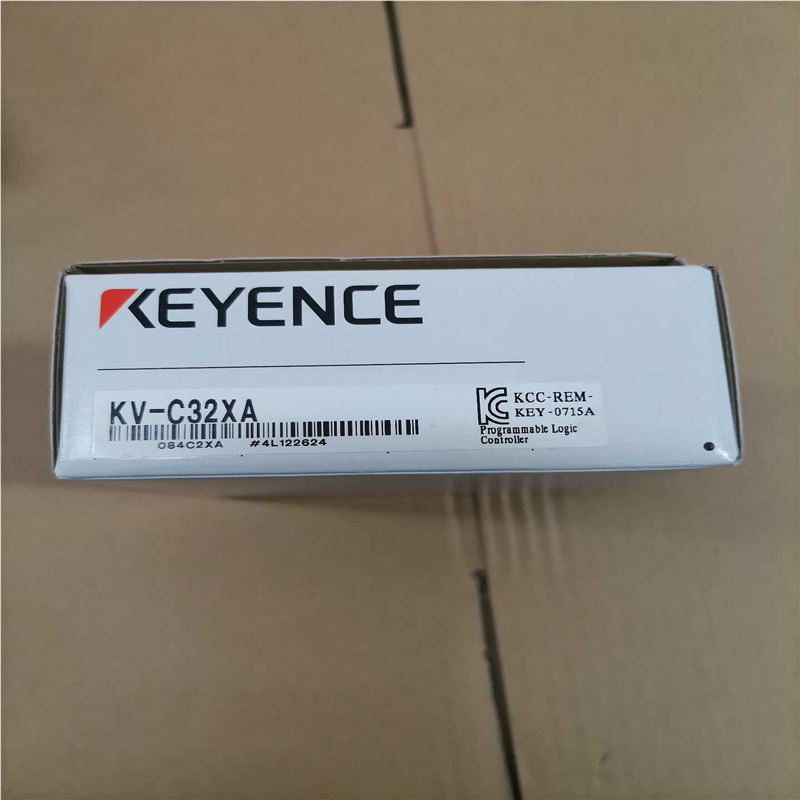 KEYENCE
KV-C32XA
084C2XA #4L122624
KCC-REM-
KEY-0715A
Programmable Logic
Controller